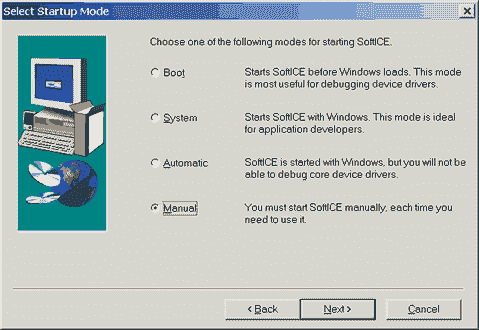 Select Startup Mode
Choose one of the following modes for starting SoftICE.
Boot
Starts SoftICE before Windows loads. This mode
is most useful for debugging device drivers.
System
Starts SoftICE with Windows. This mode is ideal
for application developers.
Automatic
SoftICE is started with Windows, but you will not be
able to debug core device drivers.
Manual
You must start SoftICE manually, each time you
need to use it.
< Back
Next >
Cancel